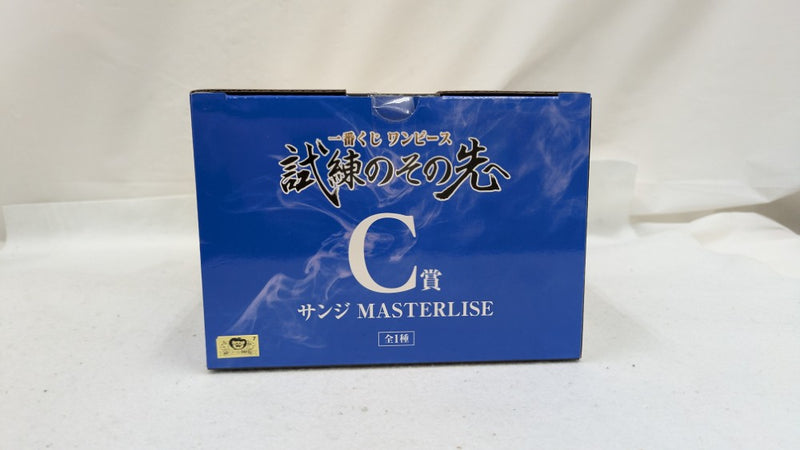 一番くじ ワンピース
試練のその先へ
C賞
サンジ MASTERLISE
全1種